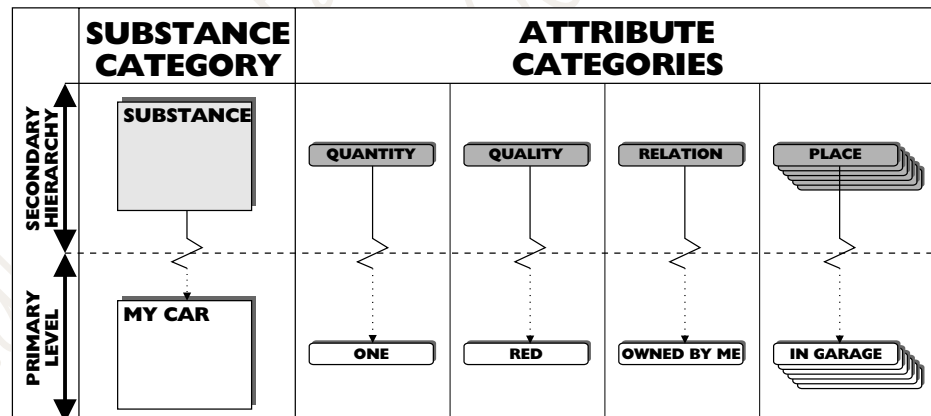 SUBSTANCE
CATEGORY
ATTRIBUTE
CATEGORIES
SECONDARY
HIERARCHY
SUBSTANCE
QUANTITY
QUALITY
RELATION
PLACE
PRIMARY
LEVEL
MY CAR
ONE
RED
OWNED BY ME
IN GARAGE